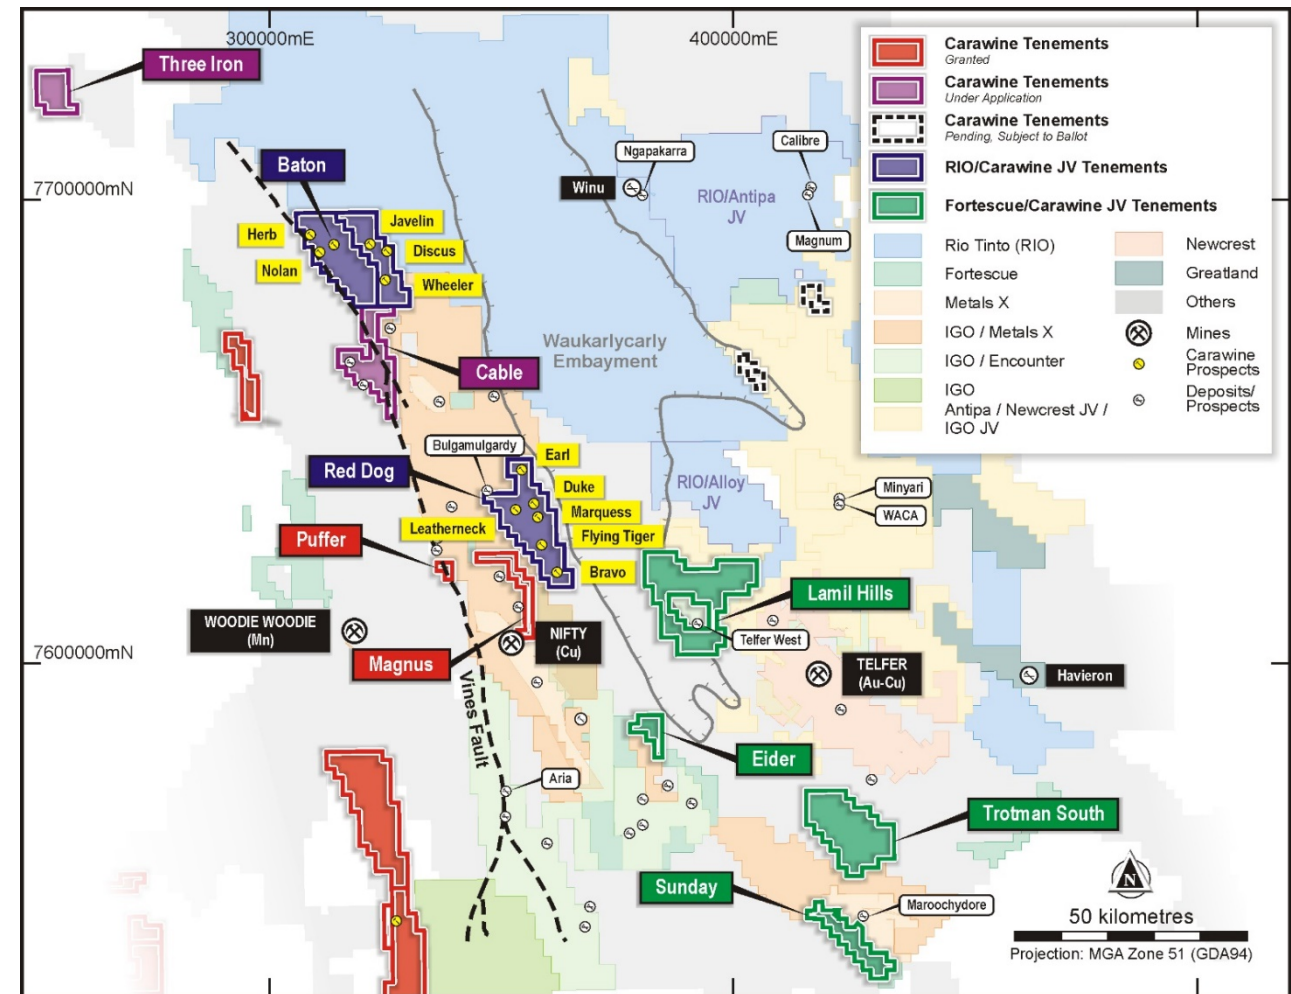 300000mE
400000mE
Three Iron
Carawine Tenements
Granted
Carawine Tenements
Under Application
Carawine Tenements
Pending, Subject to Ballot
RIO/Carawine JV Tenements
Fortescue/Carawine JV Tenements
Rio Tinto (RIO)
Fortescue
Metals X
IGO / Metals X
IGO / Encounter
IGO
Antipa / Newcrest JV /
IGO JV
Newcrest
Greatland
Others
Mines
Carawine
Prospects
Deposits/
Prospects
Calibre
Ngapakarra
Baton
Winu
7700000mN
RIO/Antipa
JV
Magnum
Herb
Javelin
Nolan
Discus
Wheeler
Waukarlycarly
Embayment
Cable
Bulgamulgardy
Earl
Red Dog
Duke
RIO/Alloy
JV
Minyari
Marquess
WACA
Leatherneck
Flying Tiger
Puffer
Bravo
Lamil Hills
WOODIE WOODIE
(Mn)
NIFTY
(Cu)
Telfer West
7600000mN
Magnus
TELFER
(Au-Cu)
Havieron
Vines Fault
Eider
Aria
Trotman South
Sunday
Maroochydore
N
50 kilometres
Projection: MGA Zone 51 (GDA94)